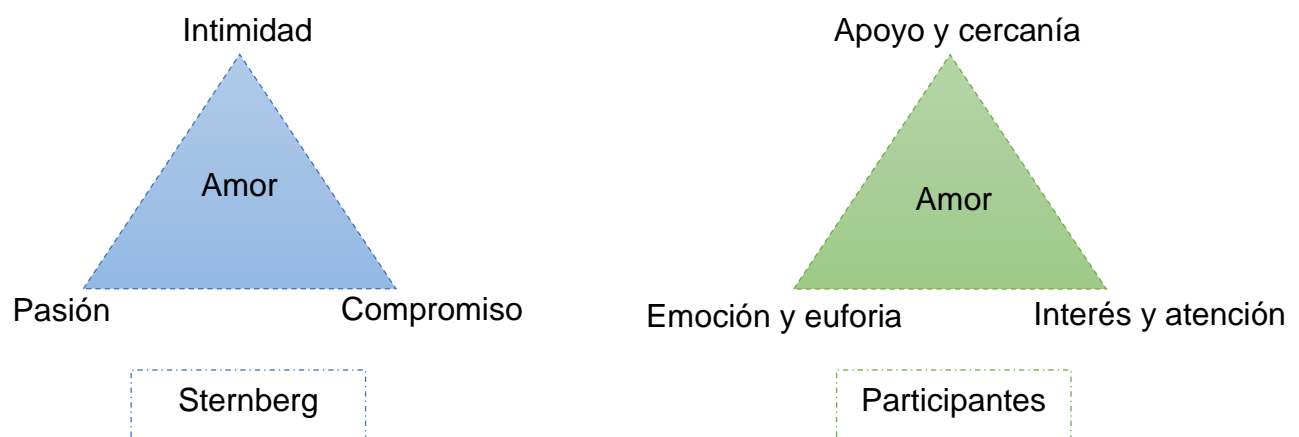 Intimidad
Amor
Pasión
Compromiso
Sternberg
Apoyo y cercanía
Amor
Emoción y euforia
Interés y atención
Participantes